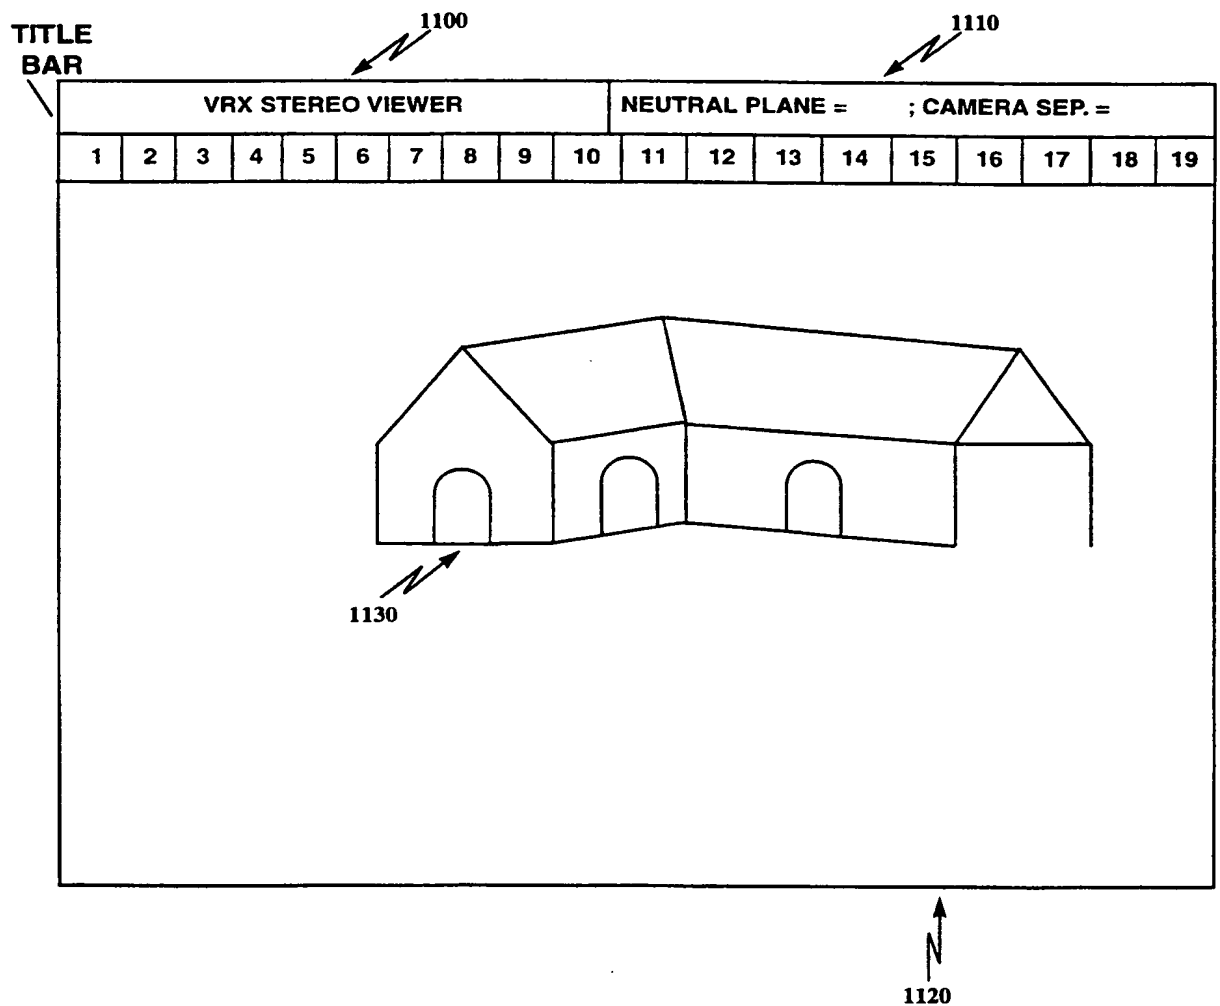 1100
1110
TITLE
BAR
VRX STEREO VIEWER
NEUTRAL PLANE = ; CAMERA SEP. =
1 2 3 4 5 6 7 8 9 10 11 12 13 14 15 16 17 18 19
1130
1120